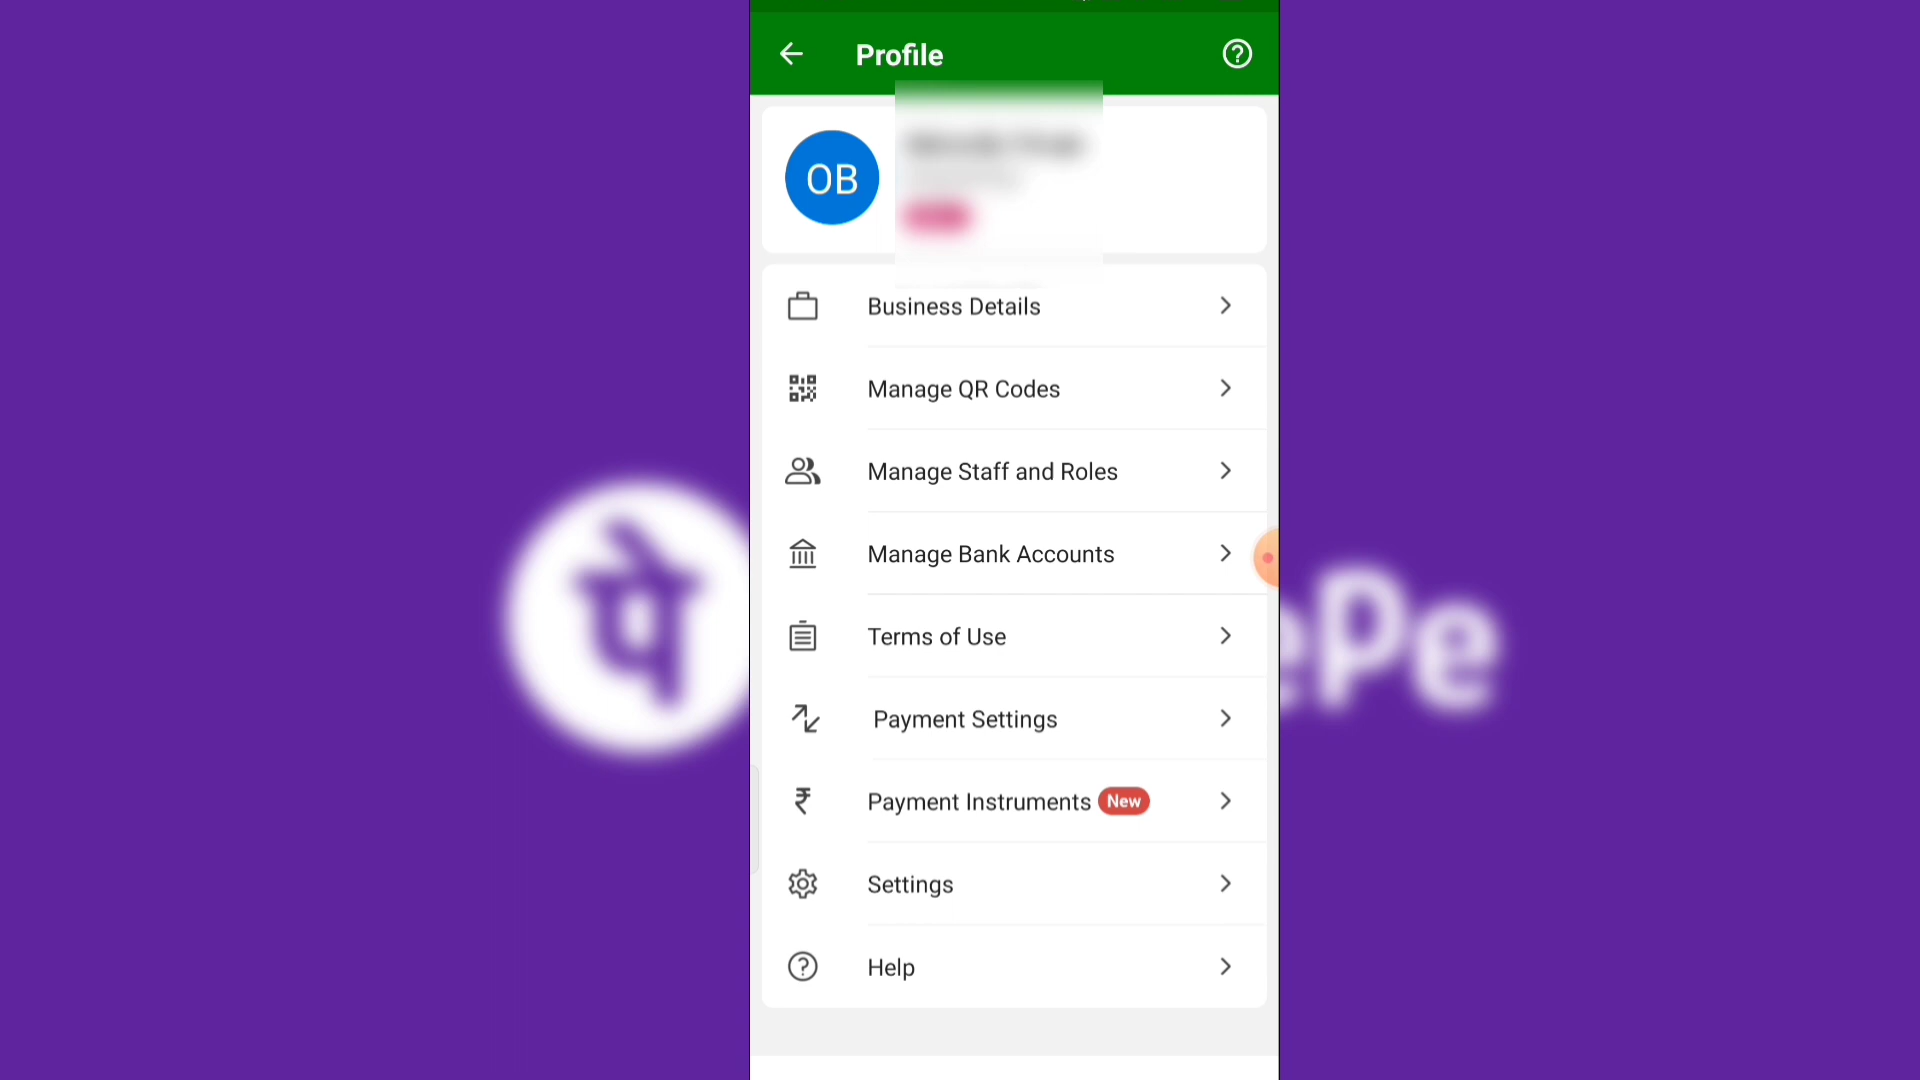 Profile
OB
Business Details
Manage QR Codes
Manage Staff and Roles
Manage Bank Accounts
Terms of Use
Payment Settings
Payment Instruments New
Settings
Help
पे
ePe